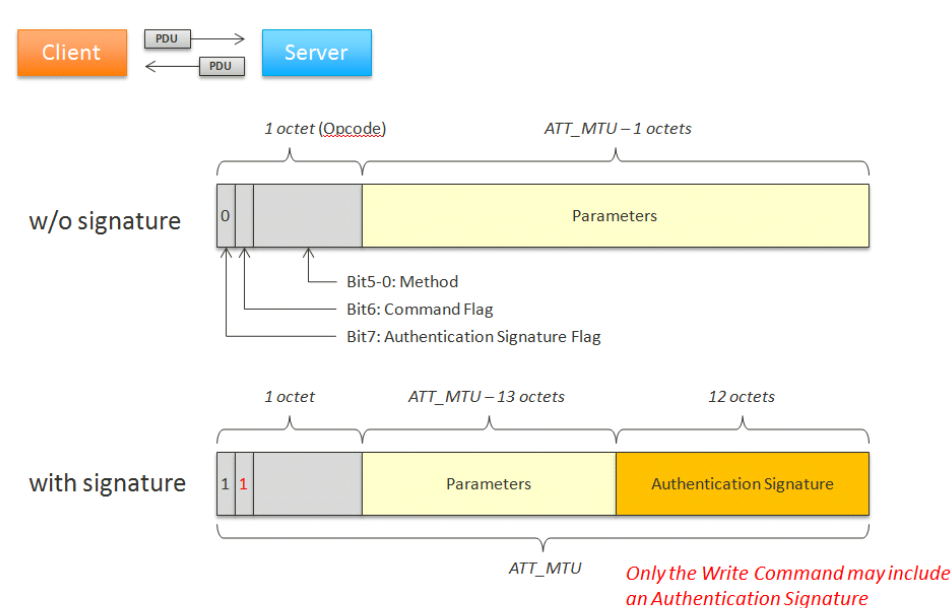 Client
PDU
Server
PDU
1 octet (Opcode)
ATT_MTU – 1 octets
w/o signature
0
Parameters
Bit5-0: Method
Bit6: Command Flag
Bit7: Authentication Signature Flag
1 octet
ATT_MTU – 13 octets
12 octets
with signature
1
1
Parameters
Authentication Signature
ATT_MTU
Only the Write Command may include
an Authentication Signature